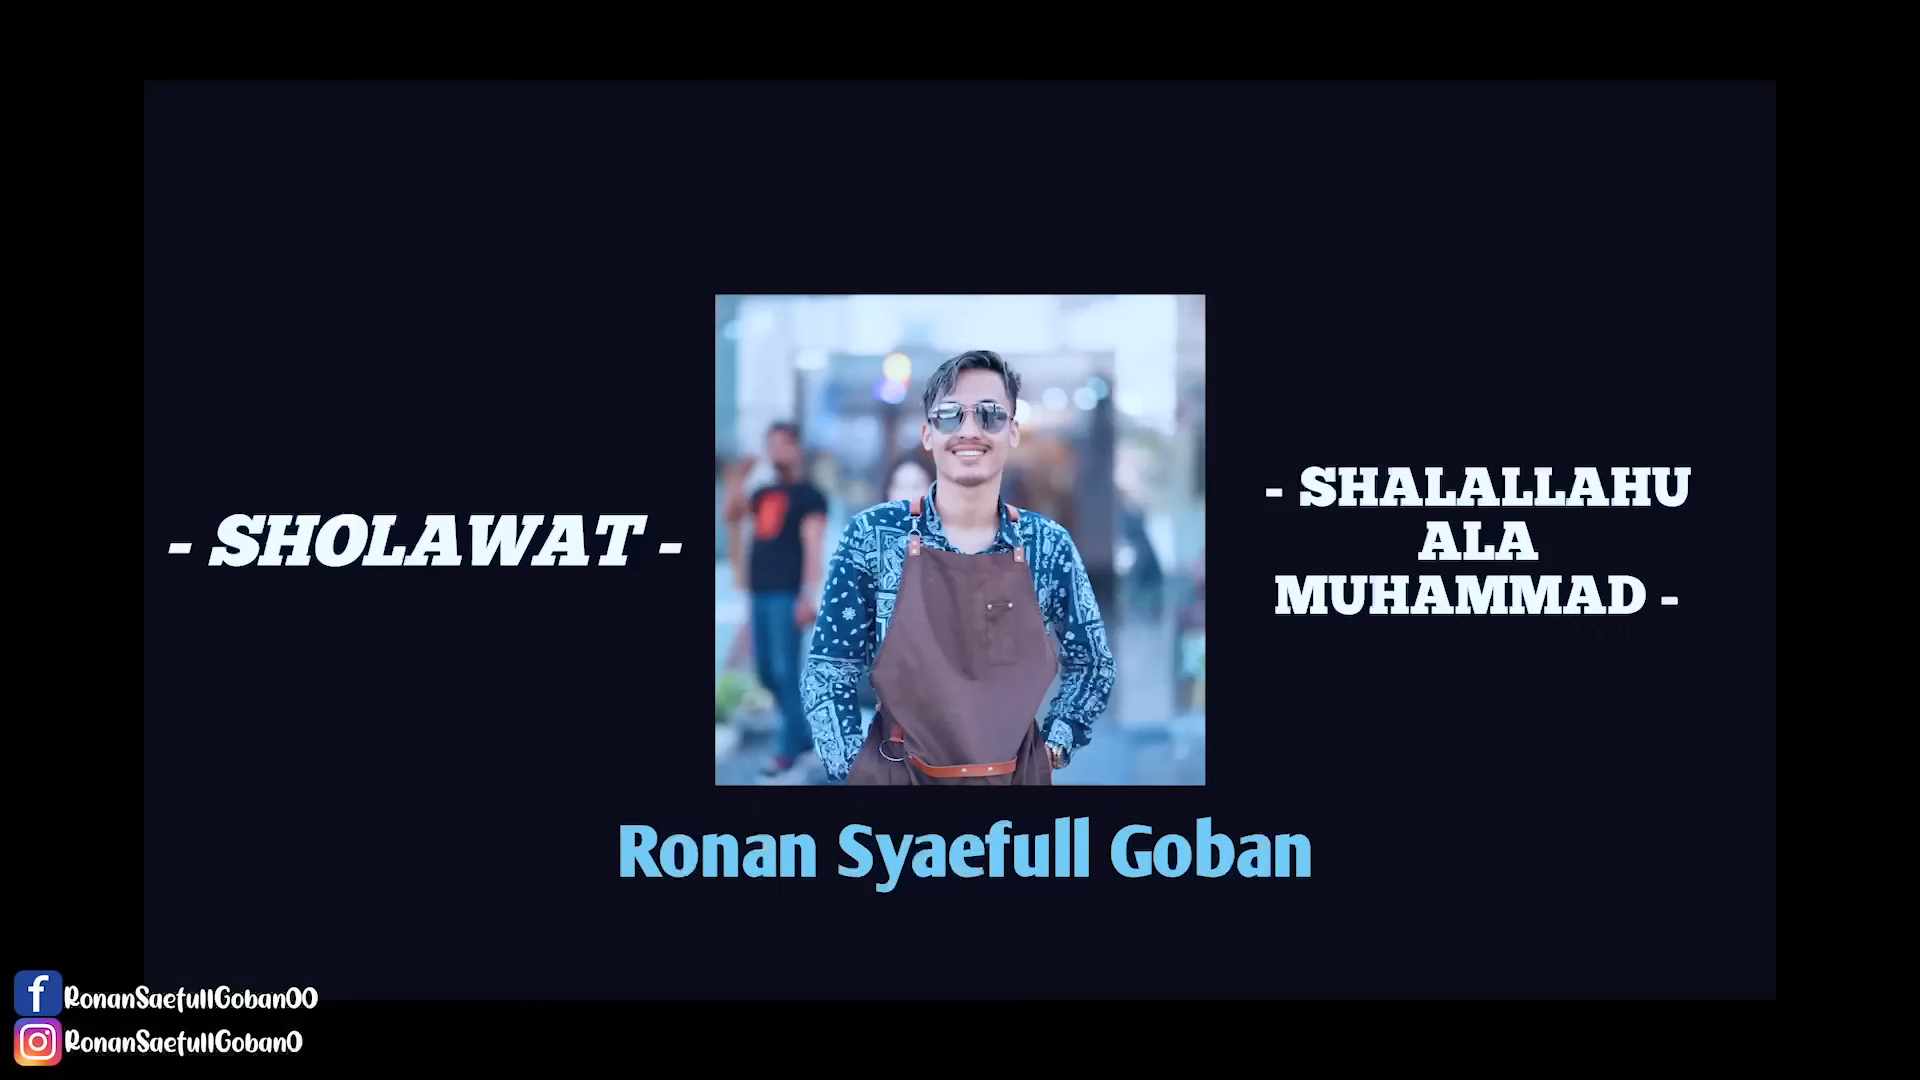 - SHOLAWAT -
- SHALALLAHU
ALA
MUHAMMAD -
Ronan Syaefull Goban
RonanSaefullGoban00
RonanSaefullGoban0